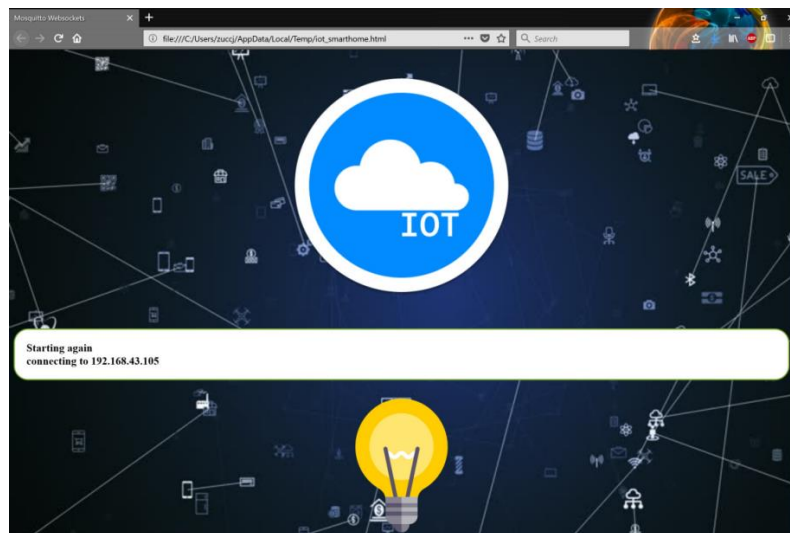 Mosquitto Websockets
file:///C:/Users/zuccj/AppData/Local/Temp/iot_smarthome.html
Search
IOT
SALE
Starting again
connecting to 192.168.43.105